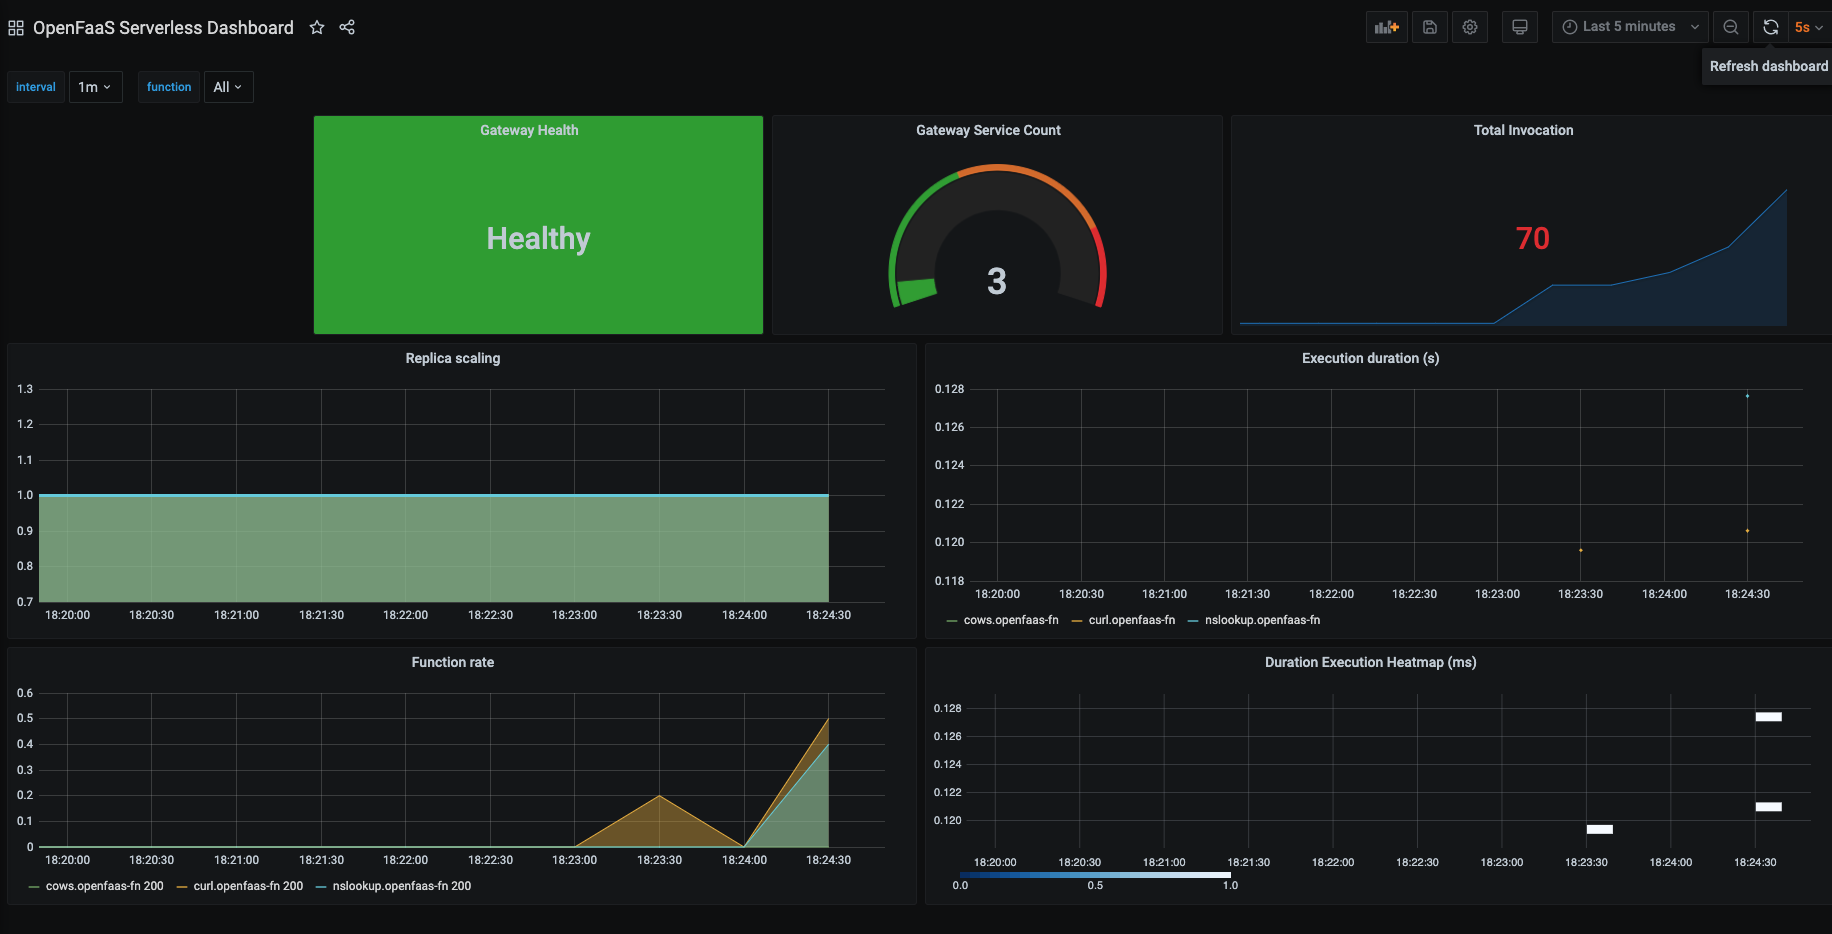 OpenFaaS Serverless Dashboard
Last 5 minutes
5s
Refresh dashboard
interval
1m
function
All
Gateway Health
Healthy
Gateway Service Count
3
Total Invocation
70
Replica scaling
1.3
1.2
1.1
1.0
0.9
0.8
0.7
18:20:00 18:20:30 18:21:00 18:21:30 18:22:00 18:22:30 18:23:00 18:23:30 18:24:00 18:24:30
Execution duration (s)
0.128
0.126
0.124
0.122
0.120
0.118
18:20:00 18:20:30 18:21:00 18:21:30 18:22:00 18:22:30 18:23:00 18:23:30 18:24:00 18:24:30
cows.openfaas-fn curl.openfaas-fn nslookup.openfaas-fn
Function rate
0.6
0.5
0.4
0.3
0.2
0.1
0
18:20:00 18:20:30 18:21:00 18:21:30 18:22:00 18:22:30 18:23:00 18:23:30 18:24:00 18:24:30
cows.openfaas-fn 200 curl.openfaas-fn 200 nslookup.openfaas-fn 200
Duration Execution Heatmap (ms)
0.128
0.126
0.124
0.122
0.120
18:20:00 18:20:30 18:21:00 18:21:30 18:22:00 18:22:30 18:23:00 18:23:30 18:24:00 18:24:30
0.0 0.5 1.0